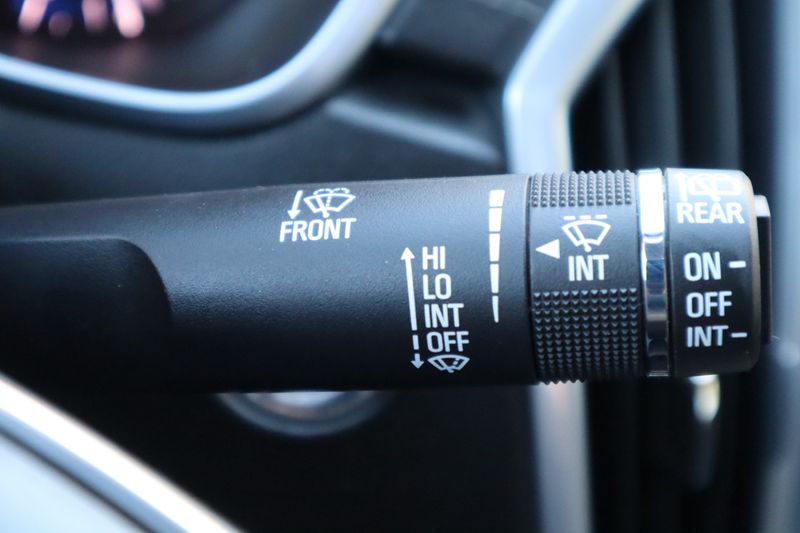 FRONT
HI
LO
INT
OFF
INT
REAR
ON
OFF
INT